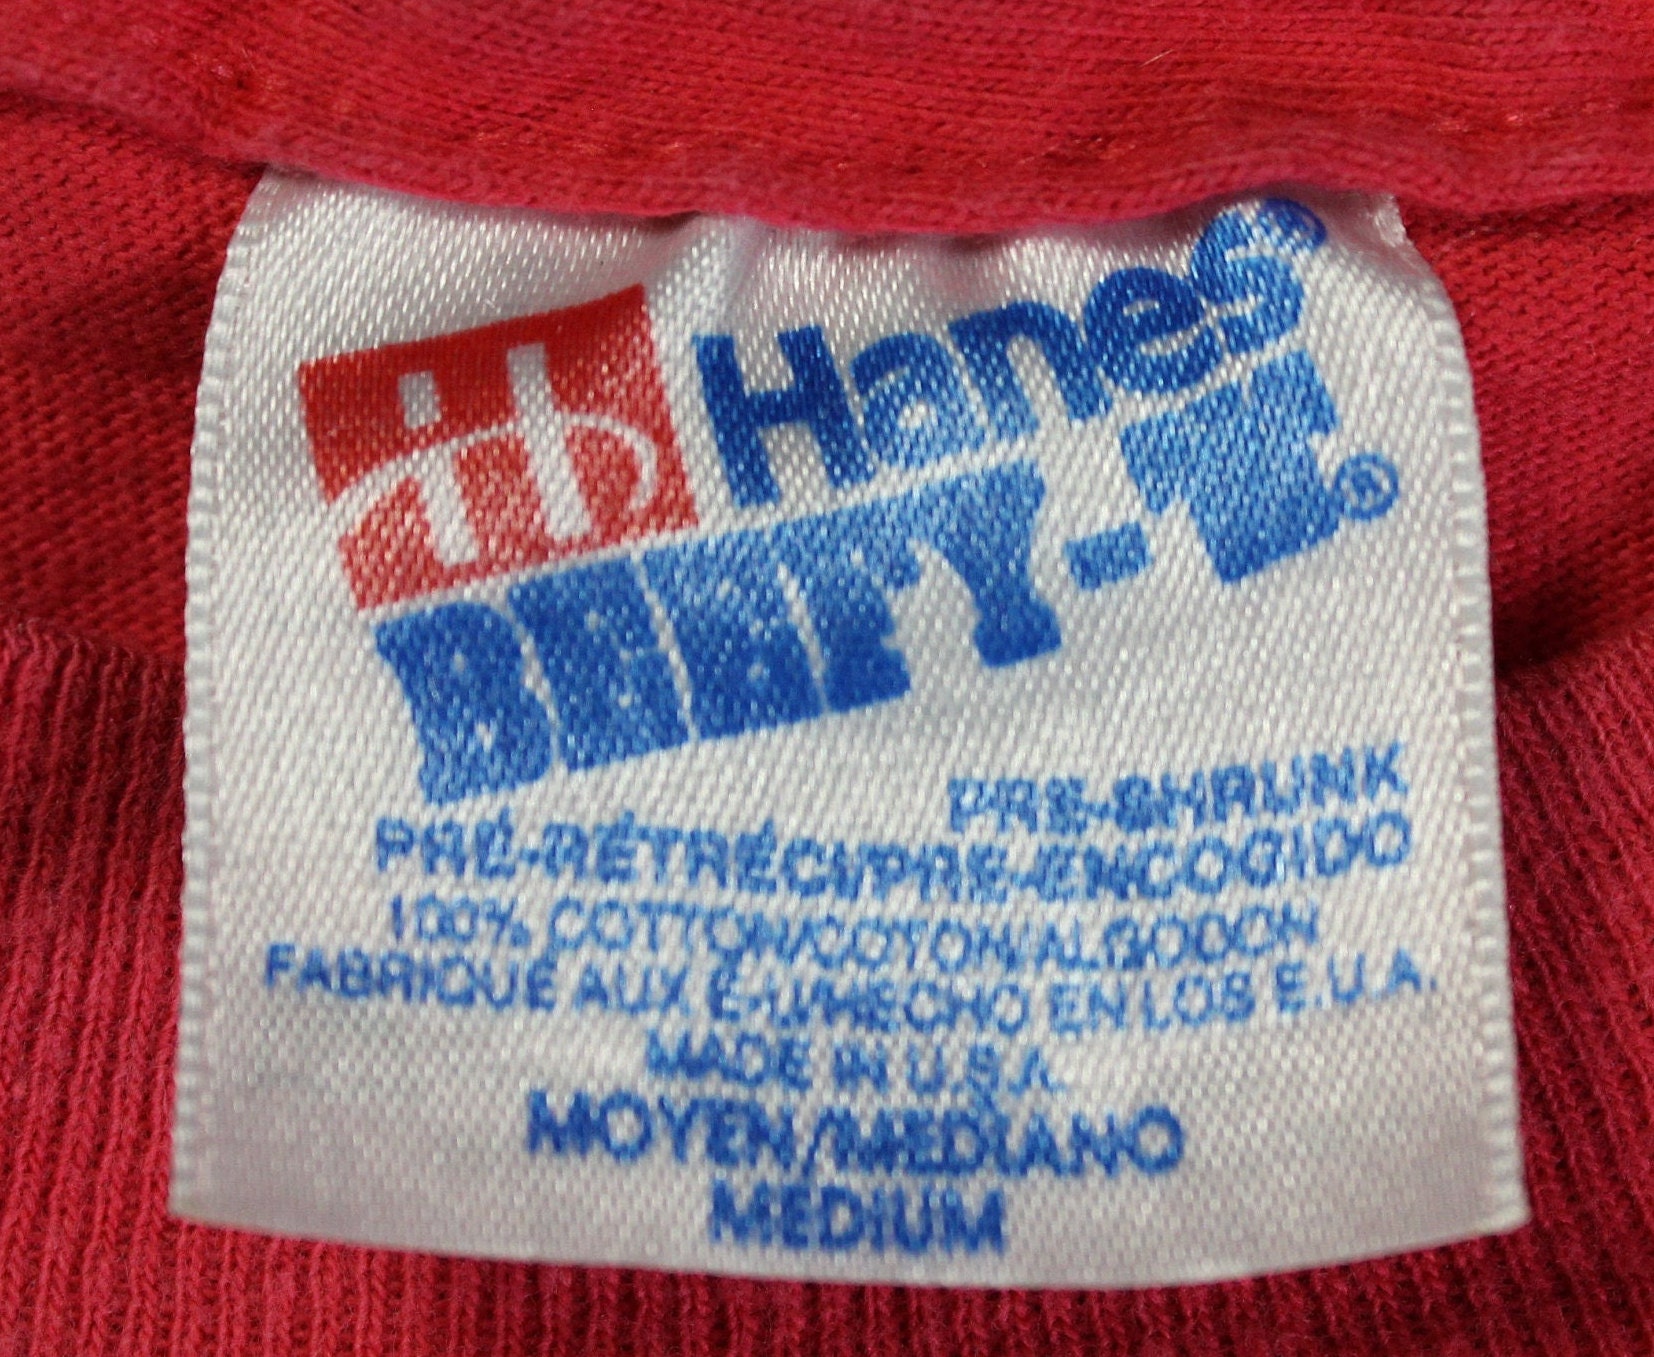 Hanes®
BEEFY-T®
PRE-SHRUNK
PRÉ-RÉTRÉCI/PRE-ENCOGIDO
100% COTTON/COTON/ALGODON
FABRIQUE AUX É.-U./HECHO EN LOS E.U.A.
MADE IN U.S.A.
MOYEN/MEDIANO
MEDIUM